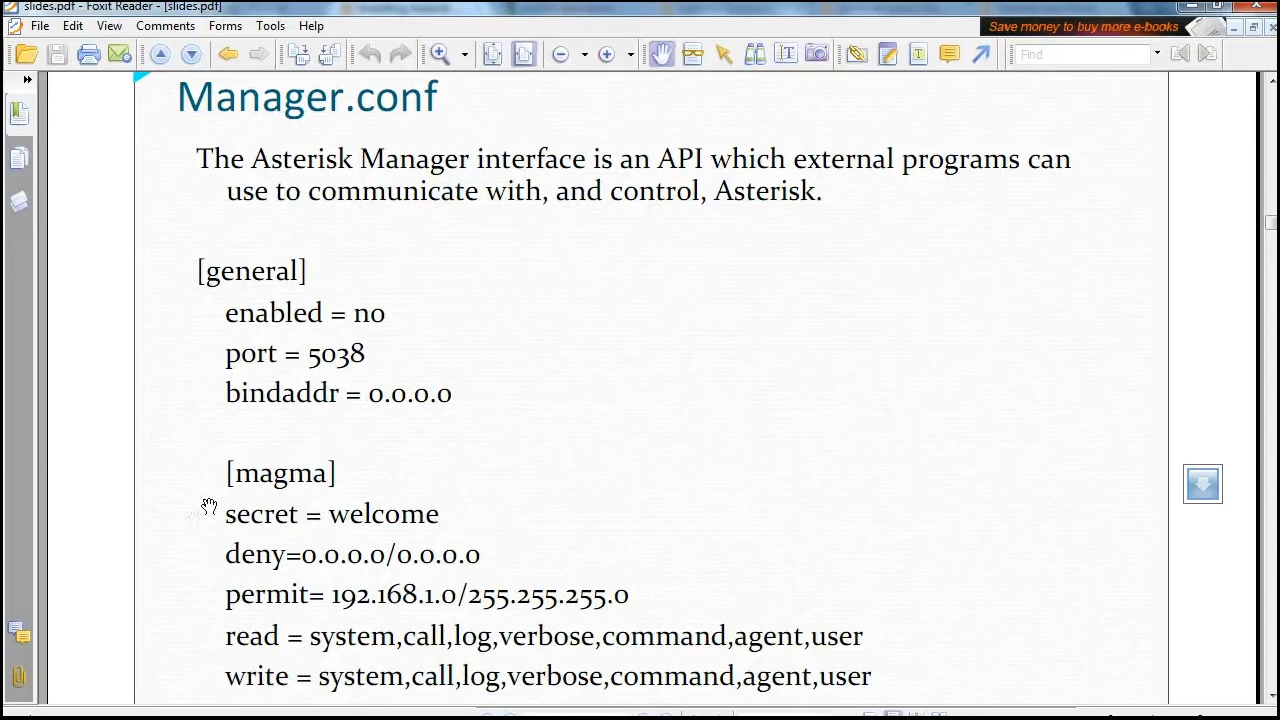 slides.pdf - Foxit Reader - [slides.pdf]
File Edit View Comments Forms Tools Help
Save money to buy more e-books
Find
Manager.conf
The Asterisk Manager interface is an API which external programs can
use to communicate with, and control, Asterisk.
[general]
enabled = no
port = 5038
bindaddr = 0.0.0.0
[magma]
secret = welcome
deny=0.0.0.0/0.0.0.0
permit= 192.168.1.0/255.255.255.0
read = system,call,log,verbose,command,agent,user
write = system,call,log,verbose,command,agent,user